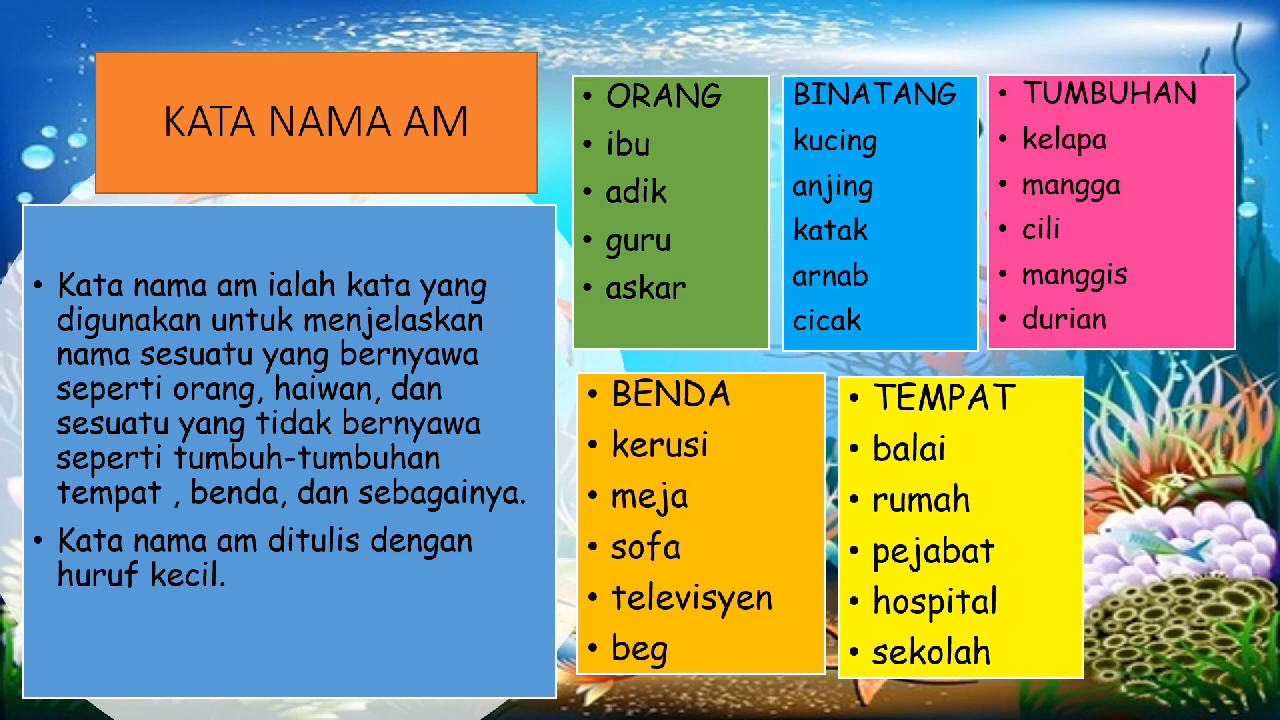 KATA NAMA AM
• Kata nama am ialah kata yang
digunakan untuk menjelaskan
nama sesuatu yang bernyawa
seperti orang, haiwan, dan
sesuatu yang tidak bernyawa
seperti tumbuh-tumbuhan
tempat , benda, dan sebagainya.
• Kata nama am ditulis dengan
huruf kecil.
• ORANG
• ibu
• adik
• guru
• askar
BINATANG
kucing
anjing
katak
arnab
cicak
• TUMBUHAN
• kelapa
• mangga
• cili
• manggis
• durian
• BENDA
• kerusi
• meja
• sofa
• televisyen
• beg
• TEMPAT
• balai
• rumah
• pejabat
• hospital
• sekolah